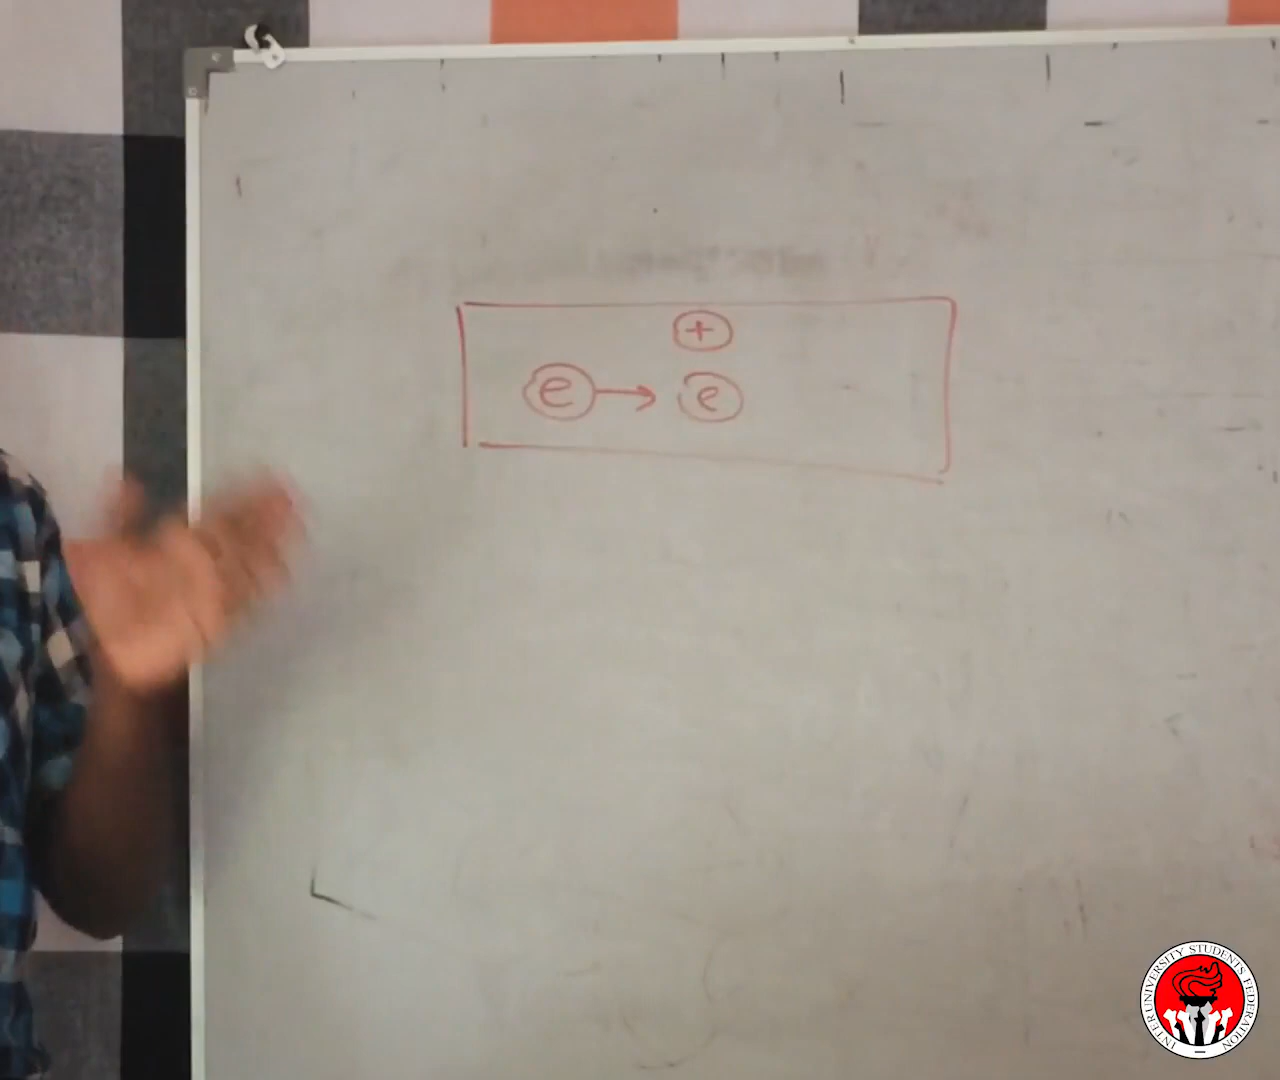 +
e → e
INTER UNIVERSITY STUDENTS FEDERATION